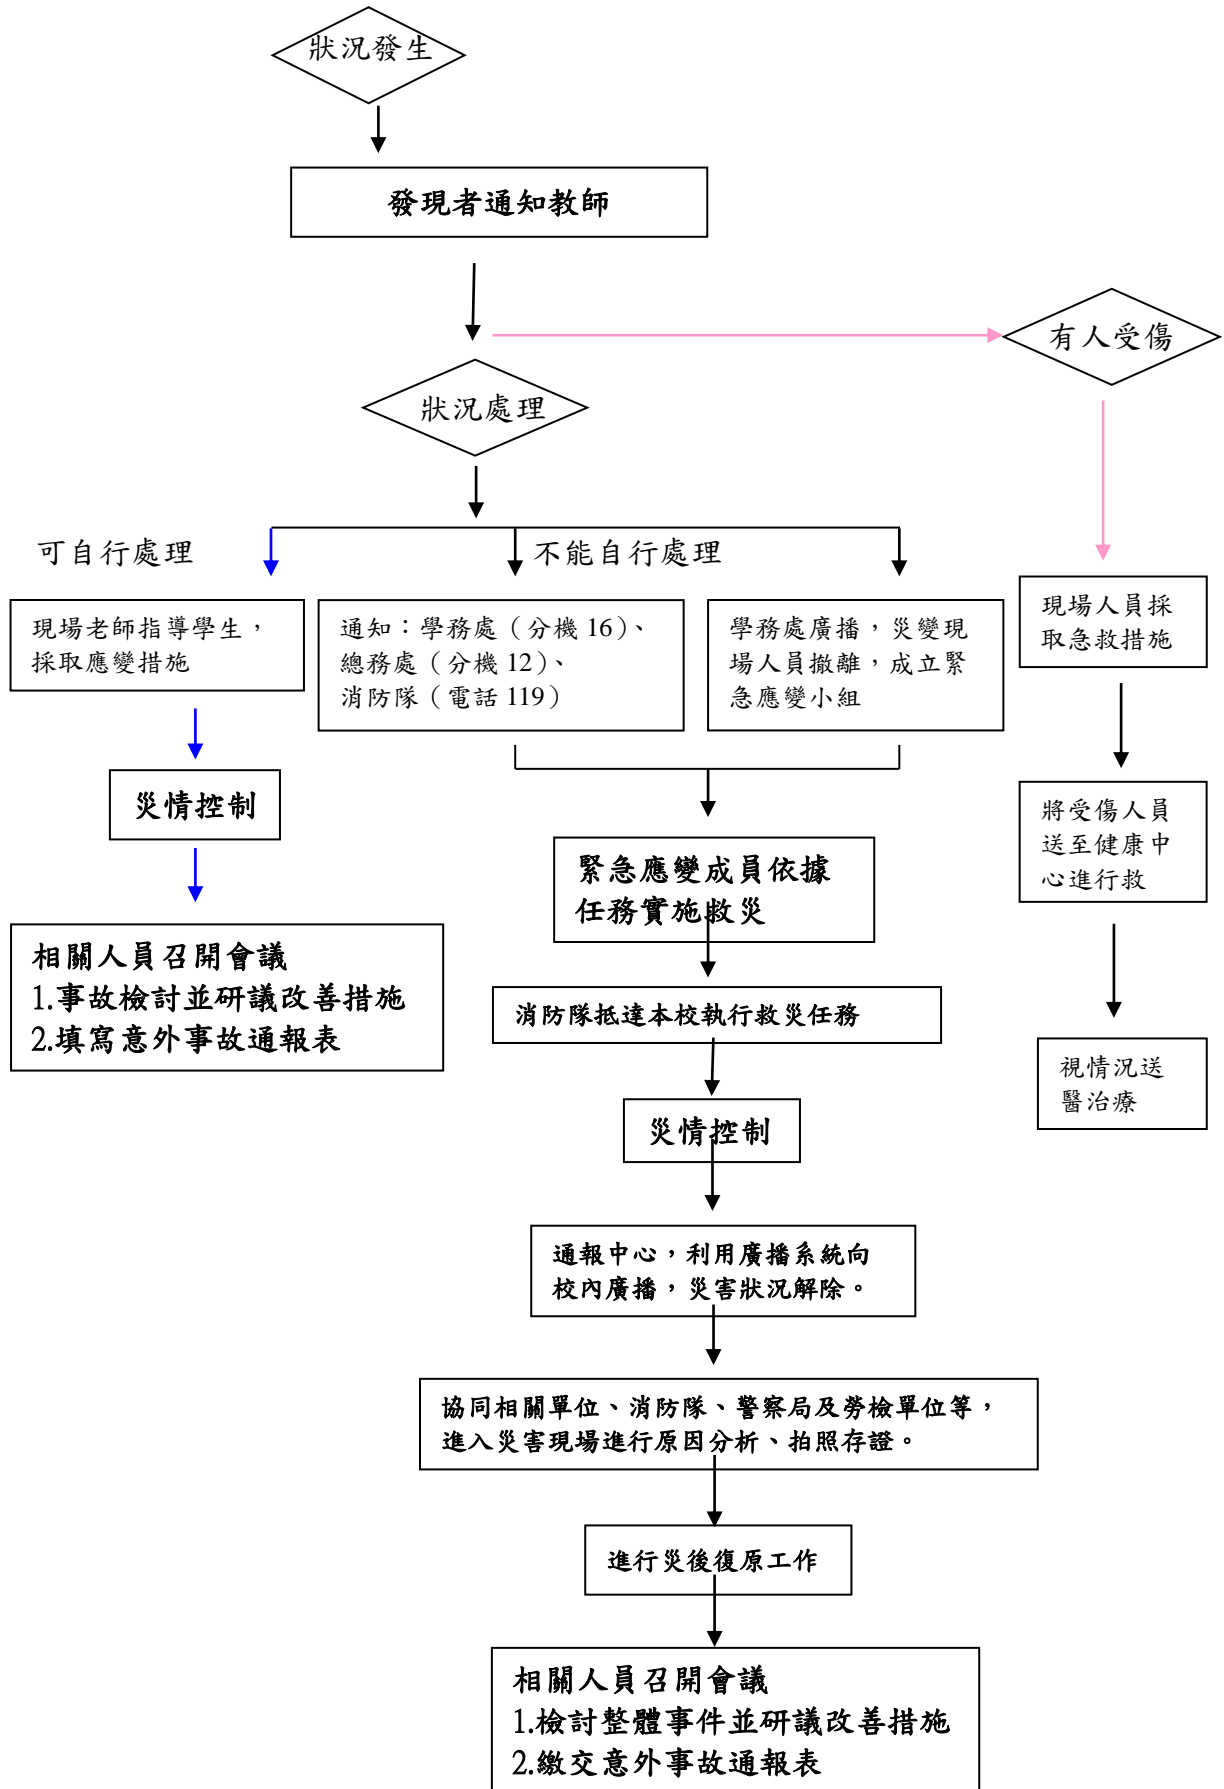 狀況發生
發現者通知教師
有人受傷
狀況處理
可自行處理
不能自行處理
現場老師指導學生，
採取應變措施
通知：學務處（分機 16）、
總務處（分機 12）、
消防隊（電話 119）
學務處廣播，災變現
場人員撤離，成立緊
急應變小組
現場人員採
取急救措施
災情控制
將受傷人員
送至健康中
心進行救
緊急應變成員依據
任務實施救災
相關人員召開會議
1.事故檢討並研議改善措施
2.填寫意外事故通報表
消防隊抵達本校執行救災任務
視情況送
醫治療
災情控制
通報中心，利用廣播系統向
校內廣播，災害狀況解除。
協同相關單位、消防隊、警察局及勞檢單位等，
進入災害現場進行原因分析、拍照存證。
進行災後復原工作
相關人員召開會議
1.檢討整體事件並研議改善措施
2.繳交意外事故通報表